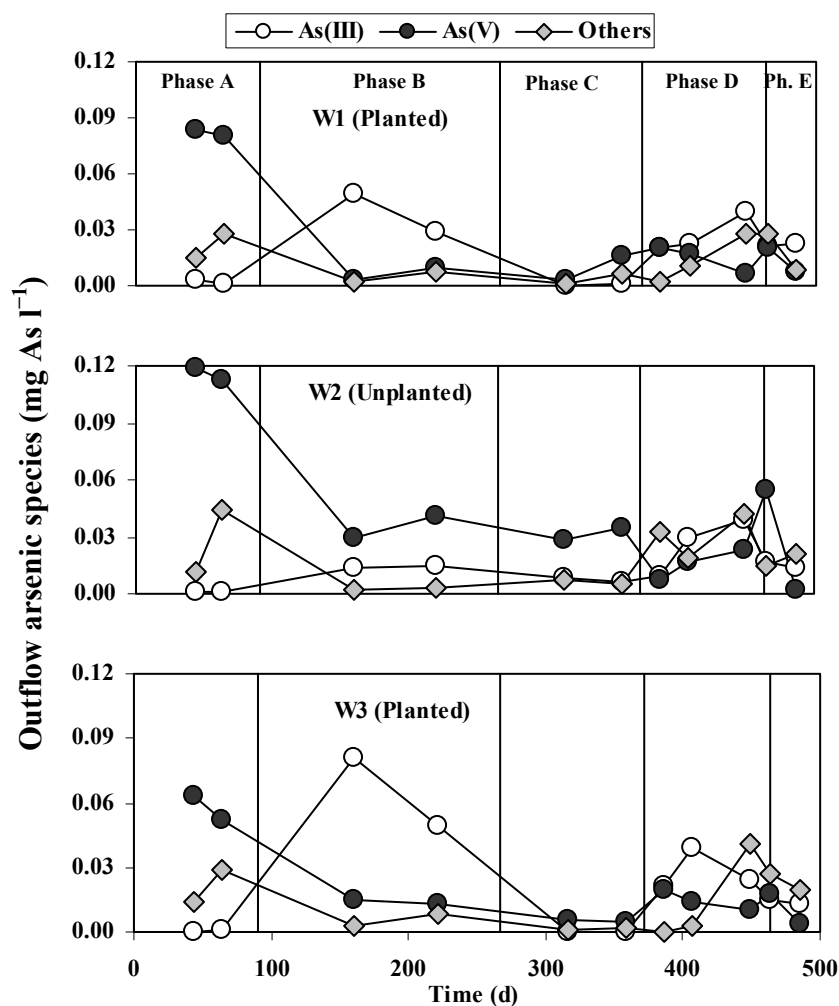 As(III) As(V) Others
0.12
Phase A Phase B Phase C Phase D Ph. E
W1 (Planted)
0.09
0.06
0.03
0.00
0.12
W2 (Unplanted)
0.09
0.06
0.03
0.00
0.12
W3 (Planted)
0.09
0.06
0.03
0.00
0 100 200 300 400 500
Time (d)
Outflow arsenic species (mg As l⁻¹)